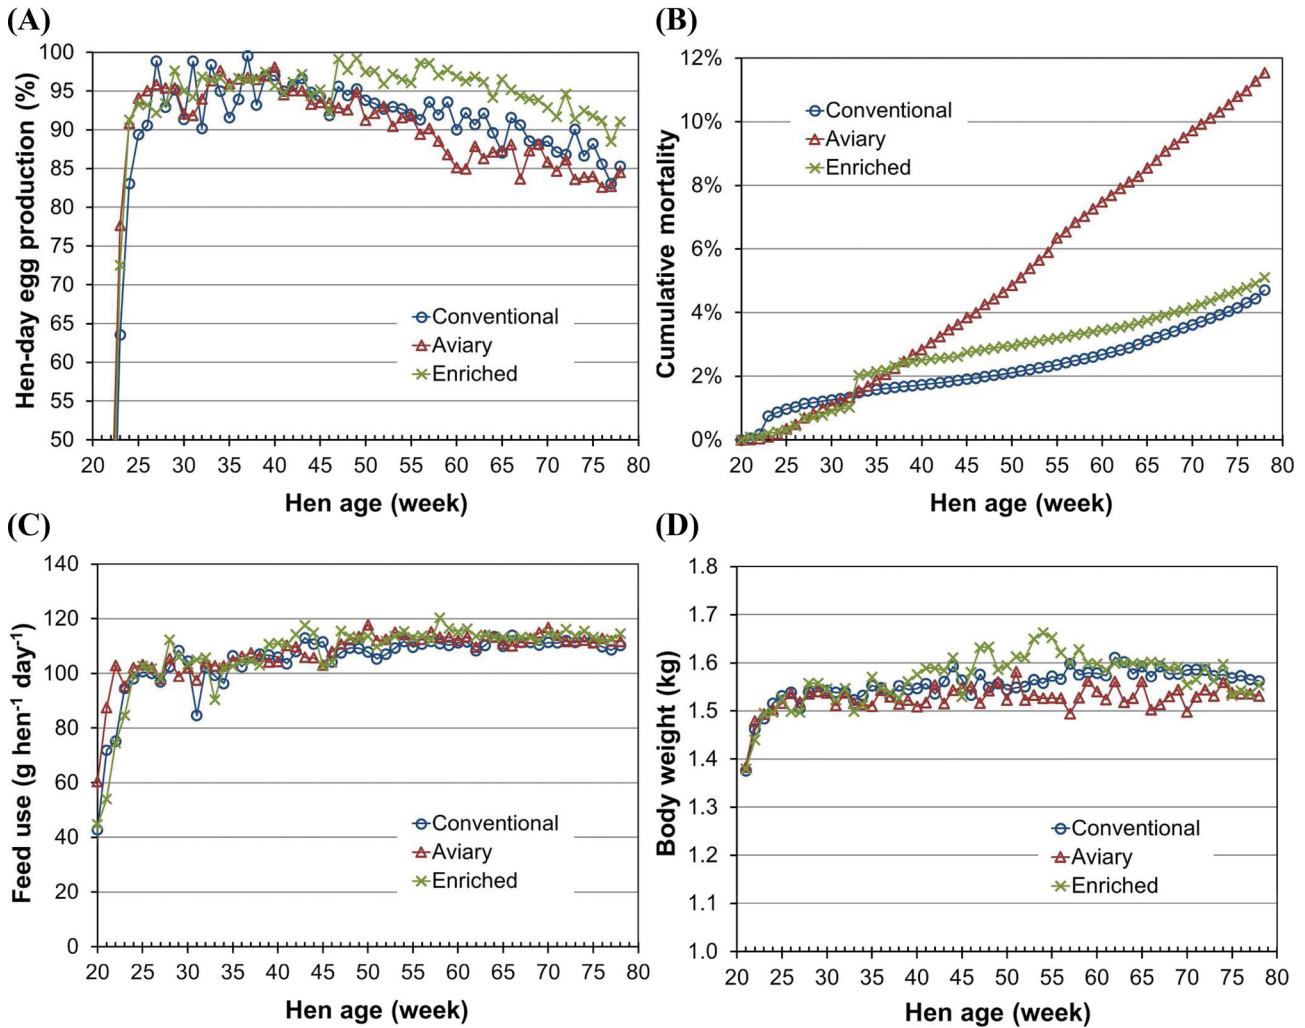 (A)
Hen-day egg production (%)
100
95
90
85
80
75
70
65
60
55
50
Conventional
Aviary
Enriched
20 25 30 35 40 45 50 55 60 65 70 75 80
Hen age (week)
(B)
Cumulative mortality
12%
10%
8%
6%
4%
2%
0%
Conventional
Aviary
Enriched
20 25 30 35 40 45 50 55 60 65 70 75 80
Hen age (week)
(C)
Feed use (g hen⁻¹ day⁻¹)
140
120
100
80
60
40
20
0
Conventional
Aviary
Enriched
20 25 30 35 40 45 50 55 60 65 70 75 80
Hen age (week)
(D)
Body weight (kg)
1.8
1.7
1.6
1.5
1.4
1.3
1.2
1.1
1.0
Conventional
Aviary
Enriched
20 25 30 35 40 45 50 55 60 65 70 75 80
Hen age (week)